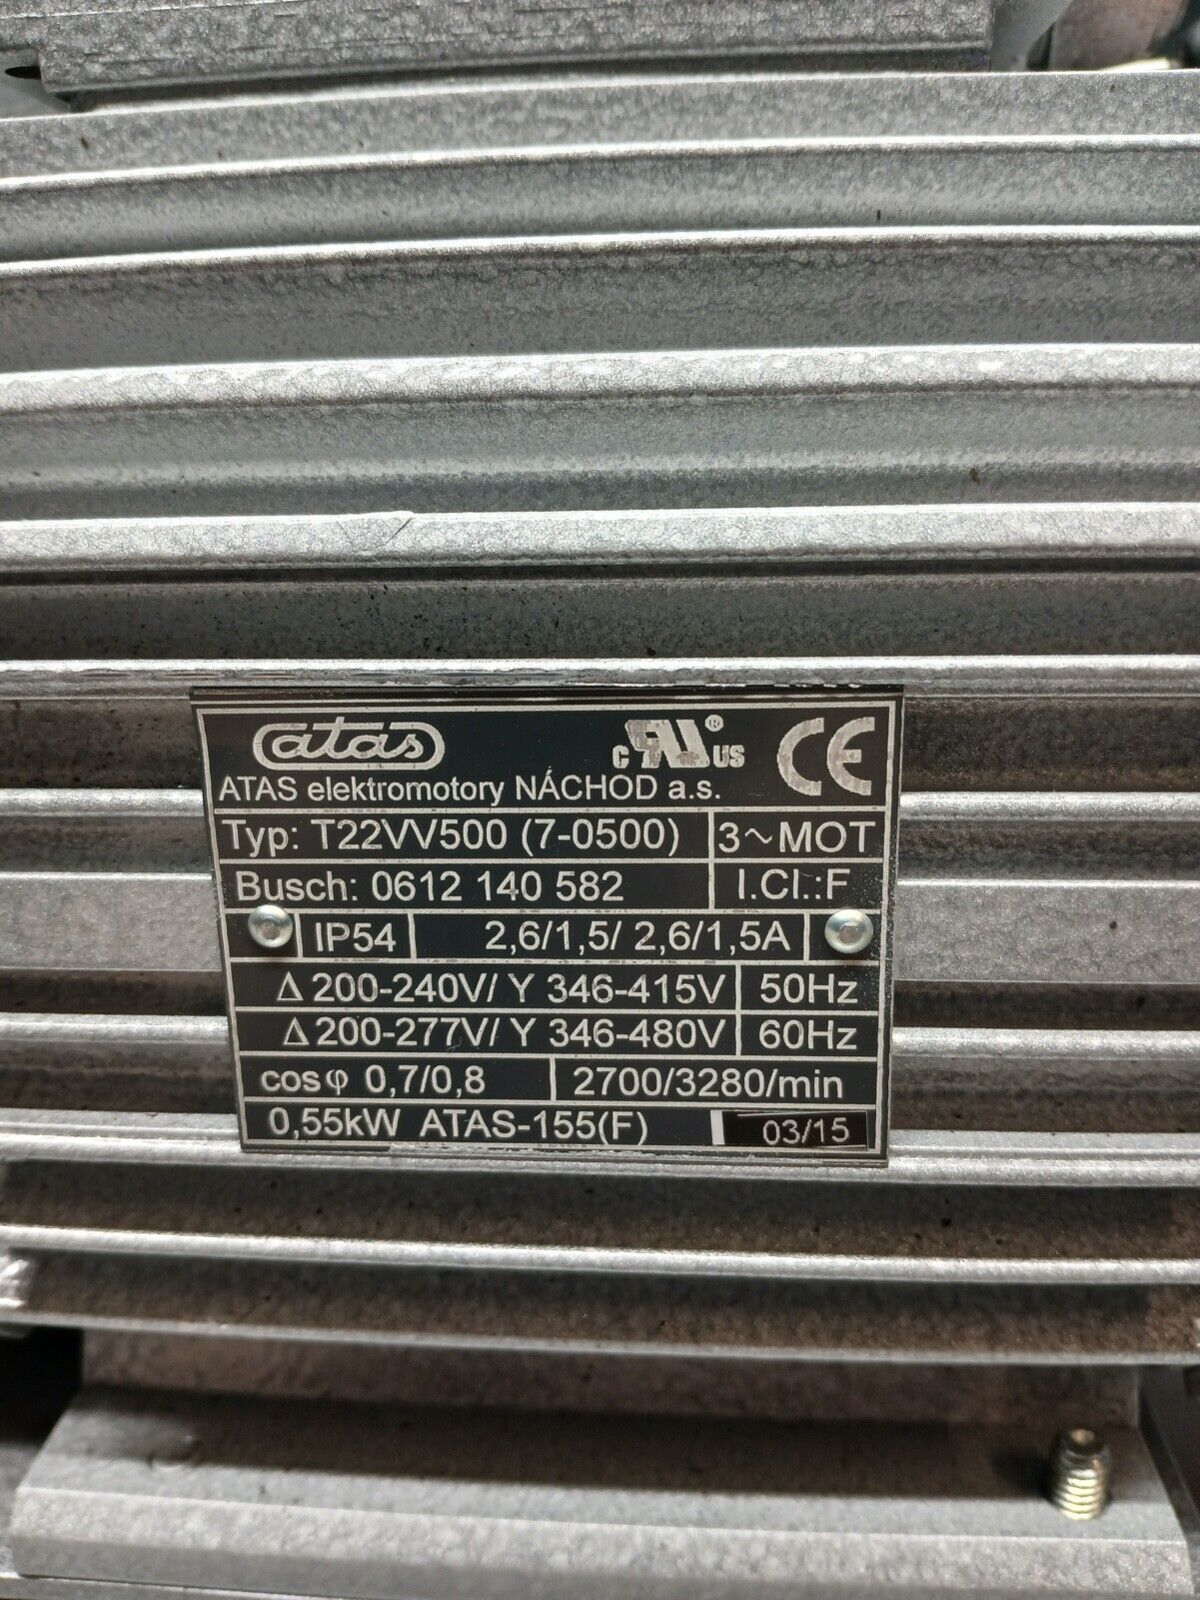 atas
c RU ® US CE
ATAS elektromotory NÁCHOD a.s.
Typ: T22VV500 (7-0500) 3~MOT
Busch: 0612 140 582 I.Cl.:F
IP54 2,6/1,5/ 2,6/1,5A
Δ 200-240V/ Y 346-415V 50Hz
Δ 200-277V/ Y 346-480V 60Hz
cosφ 0,7/0,8 2700/3280/min
0,55kW ATAS-155(F) 03/15